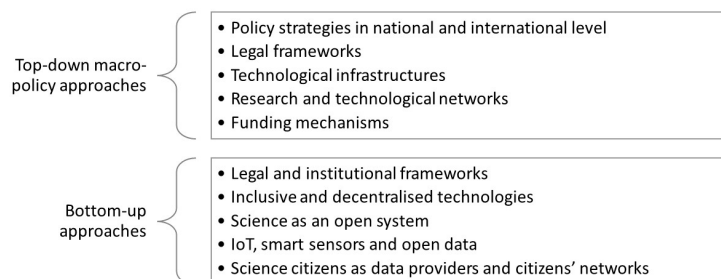 Top-down macro-
policy approaches
• Policy strategies in national and international level
• Legal frameworks
• Technological infrastructures
• Research and technological networks
• Funding mechanisms
Bottom-up
approaches
• Legal and institutional frameworks
• Inclusive and decentralised technologies
• Science as an open system
• IoT, smart sensors and open data
• Science citizens as data providers and citizens’ networks